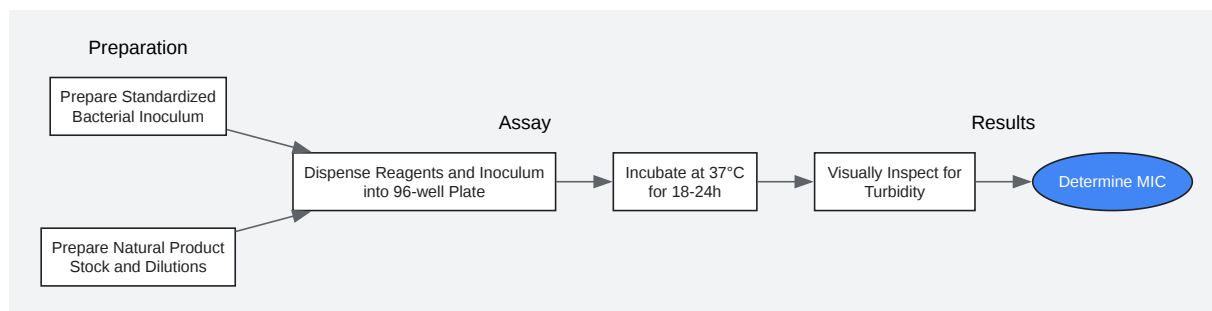 Preparation
Prepare Standardized
Bacterial Inoculum
Prepare Natural Product
Stock and Dilutions
Assay
Dispense Reagents and Inoculum
into 96-well Plate
Incubate at 37°C
for 18-24h
Results
Visually Inspect for
Turbidity
Determine MIC